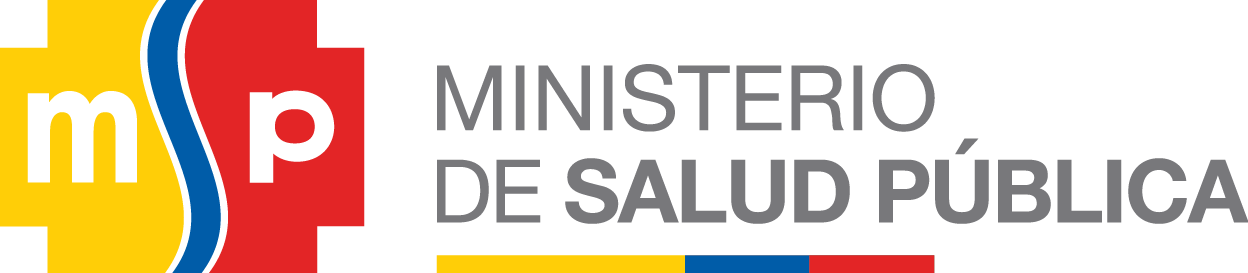 msp
MINISTERIO
DE SALUD PÚBLICA